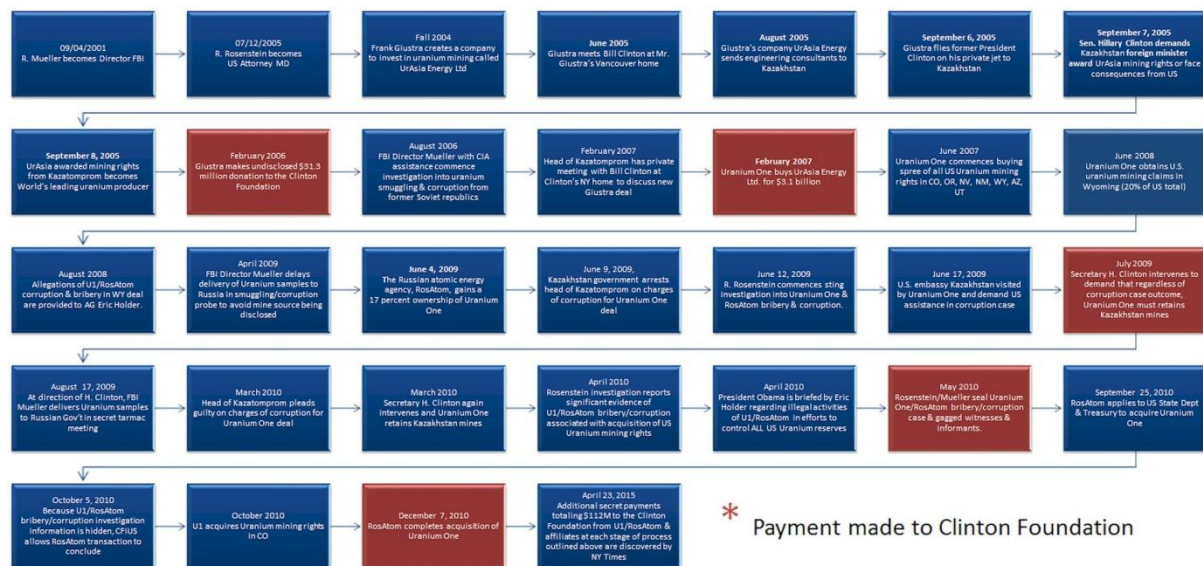 09/04/2001
R. Mueller becomes Director FBI
07/12/2005
R. Rosenstein becomes
US Attorney MD
Fall 2004
Frank Giustra creates a company
to invest in uranium mining called
UrAsia Energy Ltd
June 2005
Giustra meets Bill Clinton at Mr.
Giustra's Vancouver home
August 2005
Giustra's company UrAsia Energy
sends engineering consultants to
Kazakhstan
September 6, 2005
Giustra flies former President
Clinton on his private jet to
Kazakhstan
September 7, 2005
Sen. Hillary Clinton demands
Kazakhstan foreign minister
award UrAsia mining rights or face
consequences from US
September 8, 2005
UrAsia awarded mining rights
from Kazatomprom becomes
World's leading uranium producer
February 2006
Giustra makes undisclosed $31.3
million donation to the Clinton
Foundation
August 2006
FBI Director Mueller with CIA
assistance commence
investigation into uranium
smuggling & corruption from
former Soviet republics
February 2007
Head of Kazatomprom has private
meeting with Bill Clinton at
Clinton's NY home to discuss new
Giustra deal
February 2007
Uranium One buys UrAsia Energy
Ltd. for $3.1 billion
June 2007
Uranium One commences buying
spree of all US Uranium mining
rights in CO, OR, NV, NM, WY, AZ,
UT
June 2008
Uranium One obtains U.S.
uranium mining claims in
Wyoming (20% of US total)
August 2008
Allegations of U1/RosAtom
corruption & bribery in WY deal
are provided to AG Eric Holder.
April 2009
FBI Director Mueller delays
delivery of Uranium samples to
Russia in smuggling/corruption
probe to avoid mine source being
disclosed
June 4, 2009
The Russian atomic energy
agency, RosAtom, gains a
17 percent ownership of Uranium
One
June 9, 2009,
Kazakhstan government arrests
head of Kazatomprom on charges
of corruption for Uranium One
deal
June 12, 2009
R. Rosenstein commences sting
Investigation into Uranium One &
RosAtom bribery & corruption.
June 17, 2009
U.S. embassy Kazakhstan visited
by Uranium One and demand US
assistance in corruption case
July 2009
Secretary H. Clinton intervenes to
demand that regardless of
corruption case outcome,
Uranium One must retains
Kazakhstan mines
August 17, 2009
At direction of H. Clinton, FBI
Mueller delivers Uranium samples
to Russian Gov't in secret tarmac
meeting
March 2010
Head of Kazatomprom pleads
guilty on charges of corruption for
Uranium One deal
March 2010
Secretary H. Clinton again
intervenes and Uranium One
retains Kazakhstan mines
April 2010
Rosenstein investigation reports
significant evidence of
U1/RosAtom bribery/corruption
associated with acquisition of US
Uranium mining rights
April 2010
President Obama is briefed by Eric
Holder regarding illegal activities
of U1/RosAtom in efforts to
control ALL US Uranium reserves
May 2010
Rosenstein/Mueller seal Uranium
One/RosAtom bribery/corruption
case & gagged witnesses &
informants.
September 25, 2010
RosAtom applies to US State Dept
& Treasury to acquire Uranium
One
October 5, 2010
Because U1/RosAtom
bribery/corruption investigation
information is hidden, CFIUS
allows RosAtom transaction to
conclude
October 2010
U1 acquires Uranium mining rights
in CO
December 7, 2010
RosAtom completes acquisition of
Uranium One
April 23, 2015
Additional secret payments
totaling $112M to the Clinton
Foundation from U1/RosAtom &
affiliates at each stage of process
outlined above are discovered by
NY Times
* Payment made to Clinton Foundation